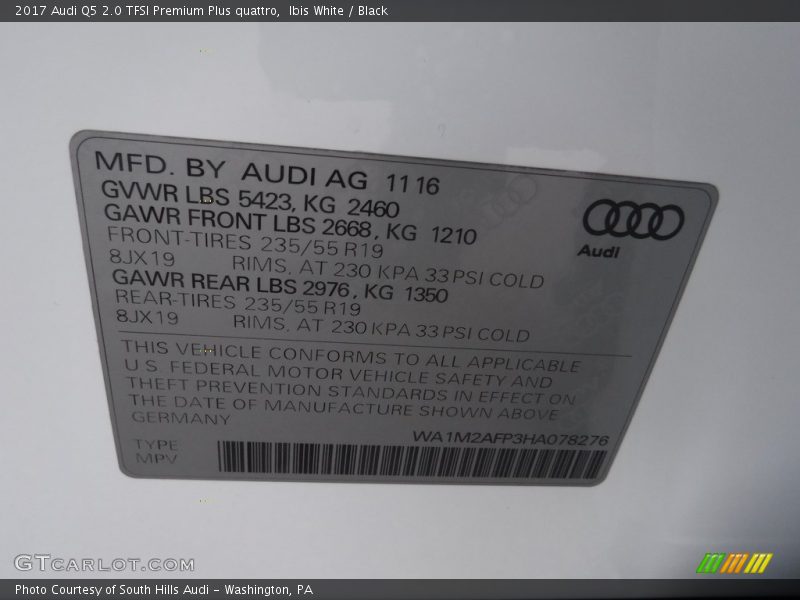 2017 Audi Q5 2.0 TFSI Premium Plus quattro, Ibis White / Black
MFD. BY AUDI AG 11 16
GVWR LBS 5423, KG 2460
GAWR FRONT LBS 2668, KG 1210
FRONT-TIRES 235/55 R19
8JX19 RIMS, AT 230 KPA 33 PSI COLD
GAWR REAR LBS 2976, KG 1350
REAR-TIRES 235/55 R19
8JX19 RIMS, AT 230 KPA 33 PSI COLD
Audi
THIS VEHICLE CONFORMS TO ALL APPLICABLE
U.S. FEDERAL MOTOR VEHICLE SAFETY AND
THEFT PREVENTION STANDARDS IN EFFECT ON
THE DATE OF MANUFACTURE SHOWN ABOVE
GERMANY
WA1M2AFP3HA078276
TYPE
MPV
GTCARLOT.COM
Photo Courtesy of South Hills Audi - Washington, PA